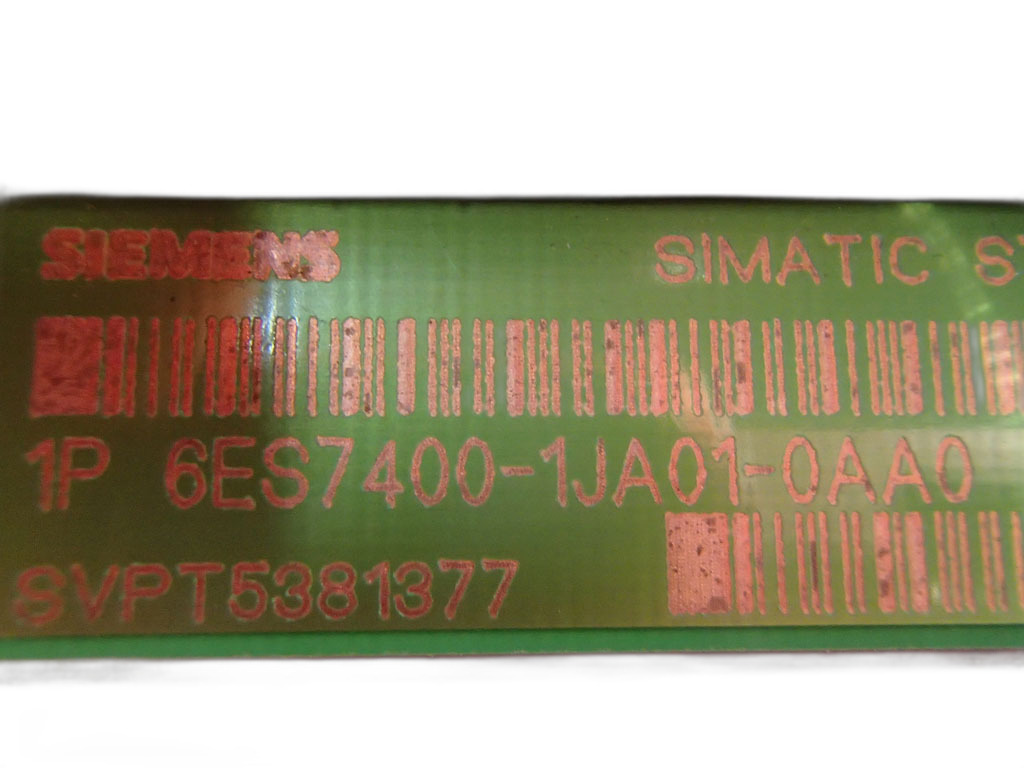 SIEMENS SIMATIC S
1P 6ES7400-1JA01-0AA0
SVPT5381377